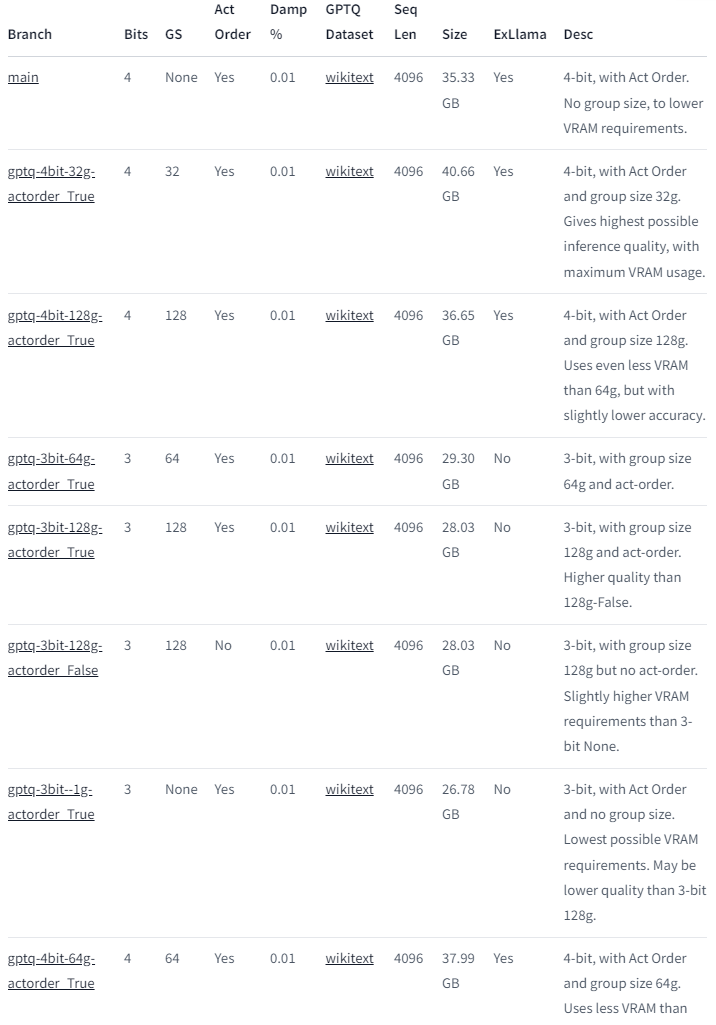 Branch Bits GS Act Order Damp % GPTQ Dataset Seq Len Size ExLlama Desc
main 4 None Yes 0.01 wikitext 4096 35.33 GB Yes 4-bit, with Act Order. No group size, to lower VRAM requirements.
gptq-4bit-32g-actorder_True 4 32 Yes 0.01 wikitext 4096 40.66 GB Yes 4-bit, with Act Order and group size 32g. Gives highest possible inference quality, with maximum VRAM usage.
gptq-4bit-128g-actorder_True 4 128 Yes 0.01 wikitext 4096 36.65 GB Yes 4-bit, with Act Order and group size 128g. Uses even less VRAM than 64g, but with slightly lower accuracy.
gptq-3bit-64g-actorder_True 3 64 Yes 0.01 wikitext 4096 29.30 GB No 3-bit, with group size 64g and act-order.
gptq-3bit-128g-actorder_True 3 128 Yes 0.01 wikitext 4096 28.03 GB No 3-bit, with group size 128g and act-order. Higher quality than 128g-False.
gptq-3bit-128g-actorder_False 3 128 No 0.01 wikitext 4096 28.03 GB No 3-bit, with group size 128g but no act-order. Slightly higher VRAM requirements than 3-bit None.
gptq-3bit--1g-actorder_True 3 None Yes 0.01 wikitext 4096 26.78 GB No 3-bit, with Act Order and no group size. Lowest possible VRAM requirements. May be lower quality than 3-bit 128g.
gptq-4bit-64g-actorder_True 4 64 Yes 0.01 wikitext 4096 37.99 GB Yes 4-bit, with Act Order and group size 64g. Uses less VRAM than